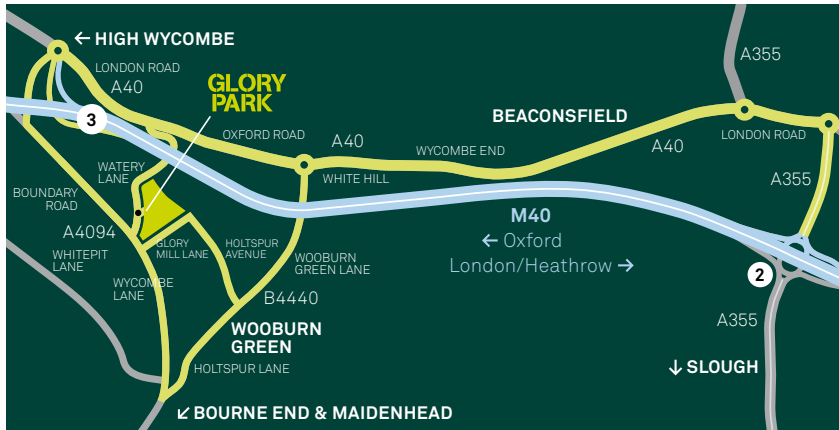 ← HIGH WYCOMBE
LONDON ROAD
A40
GLORY
PARK
3
OXFORD ROAD
A40
WYCOMBE END
WHITE HILL
BEACONSFIELD
A355
LONDON ROAD
A40
A355
WATERY
LANE
BOUNDARY
ROAD
A4094
WHITEPIT
LANE
GLORY
MILL LANE
HOLTSPUR
AVENUE
WYCOMBE
LANE
WOOBURN
GREEN LANE
B4440
M40
← Oxford
London/Heathrow →
2
A355
WOOBURN
GREEN
HOLTSPUR LANE
↓ SLOUGH
↙ BOURNE END & MAIDENHEAD